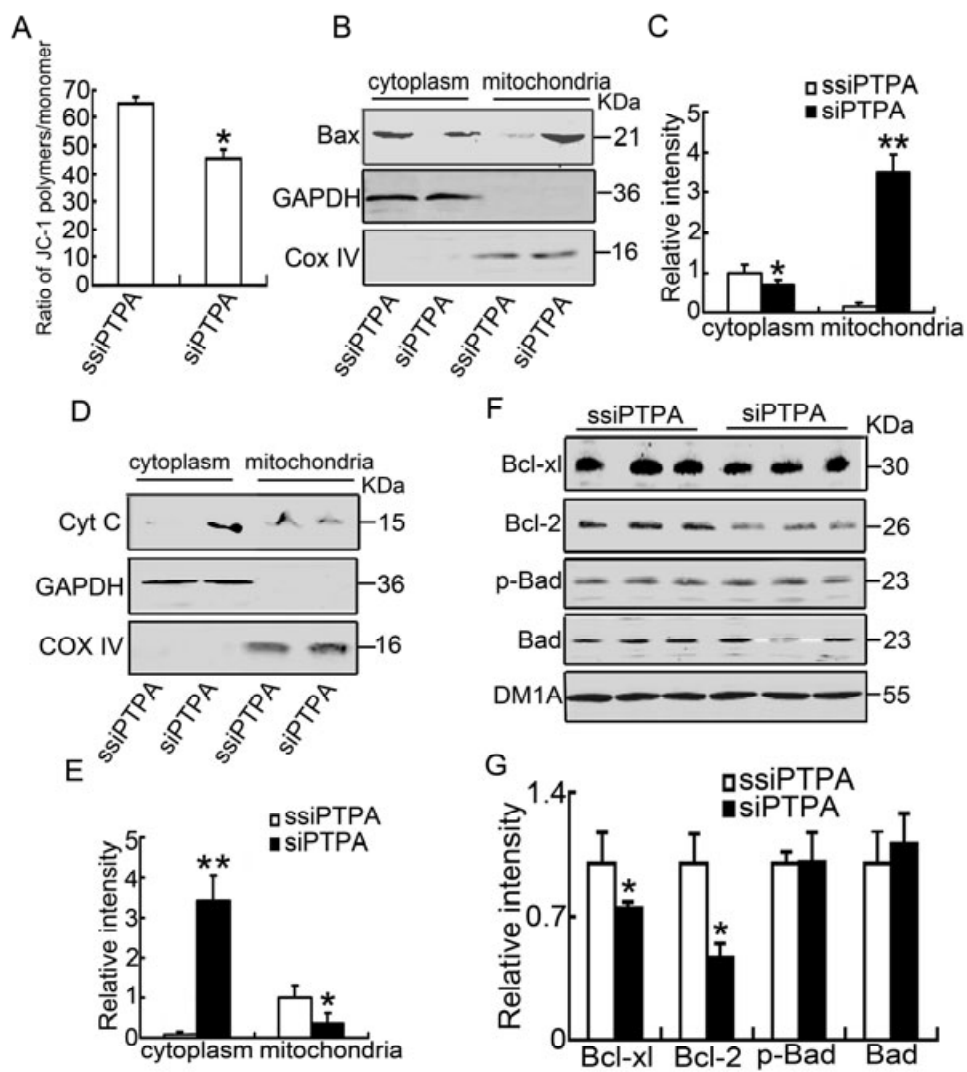 A
Ratio of JC-1 polymers/monomer
70
60
50
40
30
20
10
0
*
ssiPTPA
siPTPA
B
cytoplasm mitochondria
KDa
Bax
21
GAPDH
36
Cox IV
16
ssiPTPA
siPTPA
ssiPTPA
siPTPA
C
ssiPTPA
siPTPA
Relative intensity
5
4
3
2
1
0
*
**
cytoplasm mitochondria
D
cytoplasm mitochondria
KDa
Cyt C
15
GAPDH
36
COX IV
16
ssiPTPA
siPTPA
ssiPTPA
siPTPA
E
ssiPTPA
siPTPA
Relative intensity
5
4
3
2
1
0
**
*
cytoplasm mitochondria
F
ssiPTPA siPTPA
KDa
Bcl-xl
30
Bcl-2
26
p-Bad
23
Bad
23
DM1A
55
G
ssiPTPA
siPTPA
Relative intensity
1.4
0.7
0
*
*
Bcl-xl Bcl-2 p-Bad Bad